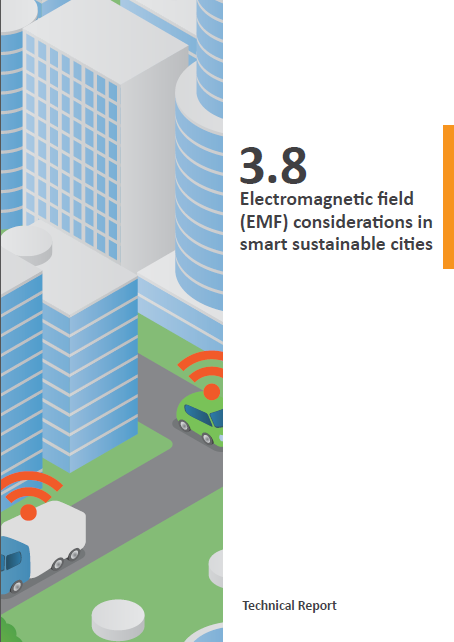 3.8
Electromagnetic field
(EMF) considerations in
smart sustainable cities
Technical Report